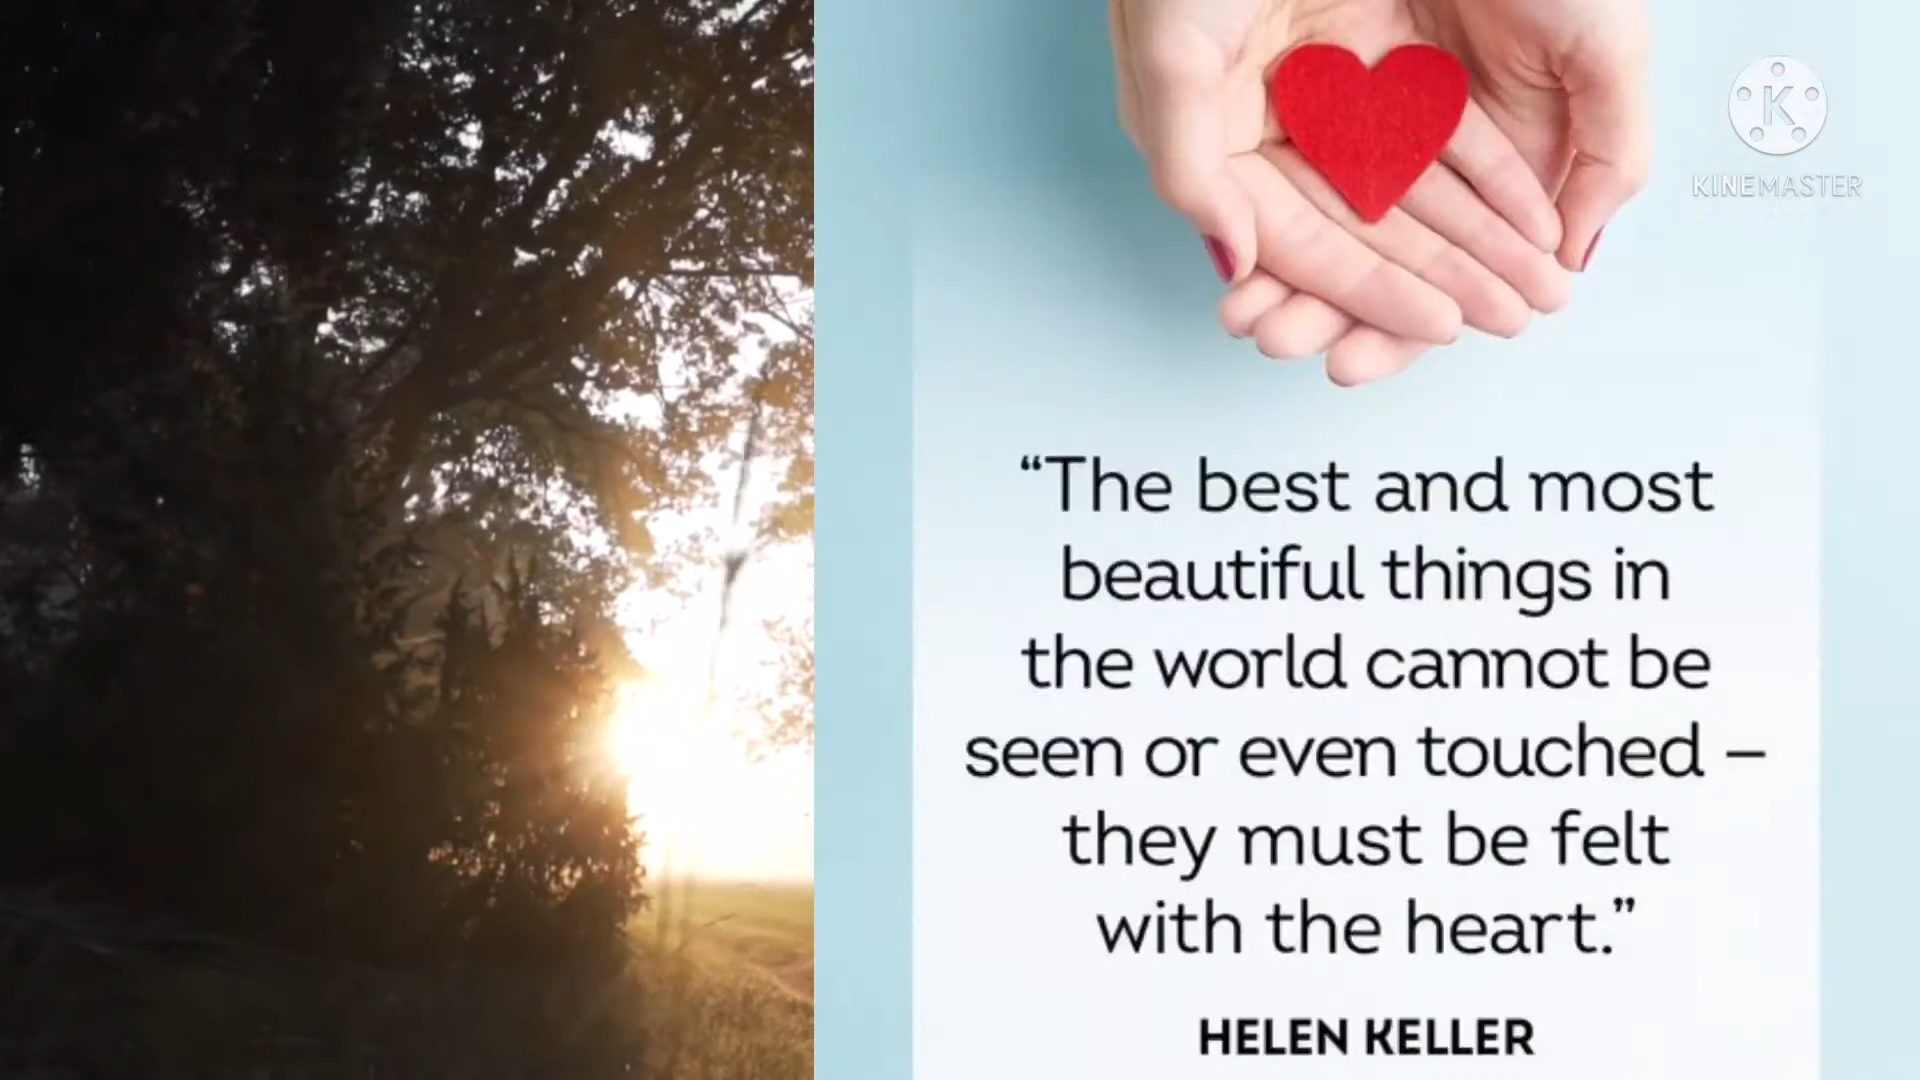 KINEMASTER
“The best and most
beautiful things in
the world cannot be
seen or even touched –
they must be felt
with the heart.”
HELEN KELLER